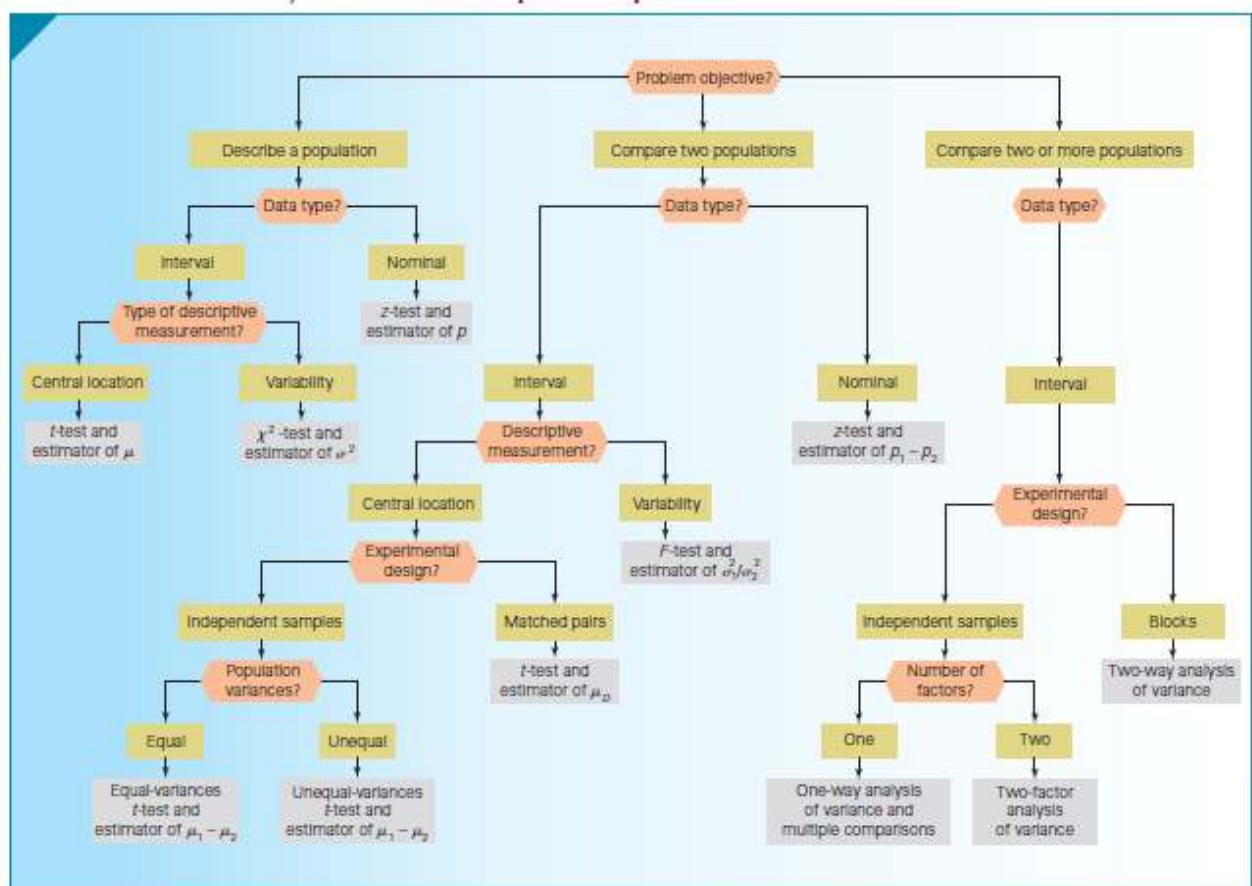 Problem objective?
Describe a population
Compare two populations
Compare two or more populations
Data type?
Data type?
Data type?
Interval
Nominal
Type of descriptive
measurement?
z-test and
estimator of p
Central location
Variability
Interval
Nominal
Interval
t-test and
estimator of μ
χ²-test and
estimator of σ²
Descriptive
measurement?
z-test and
estimator of p₁ – p₂
Central location
Variability
Experimental
design?
Experimental
design?
F-test and
estimator of σ₁²/σ₂²
Independent samples
Matched pairs
Independent samples
Blocks
Population
variances?
t-test and
estimator of μ_D
Number of
factors?
Two-way analysis
of variance
Equal
Unequal
One
Two
Equal-variances
t-test and
estimator of μ₁ – μ₂
Unequal-variances
t-test and
estimator of μ₁ – μ₂
One-way analysis
of variance and
multiple comparisons
Two-factor
analysis
of variance